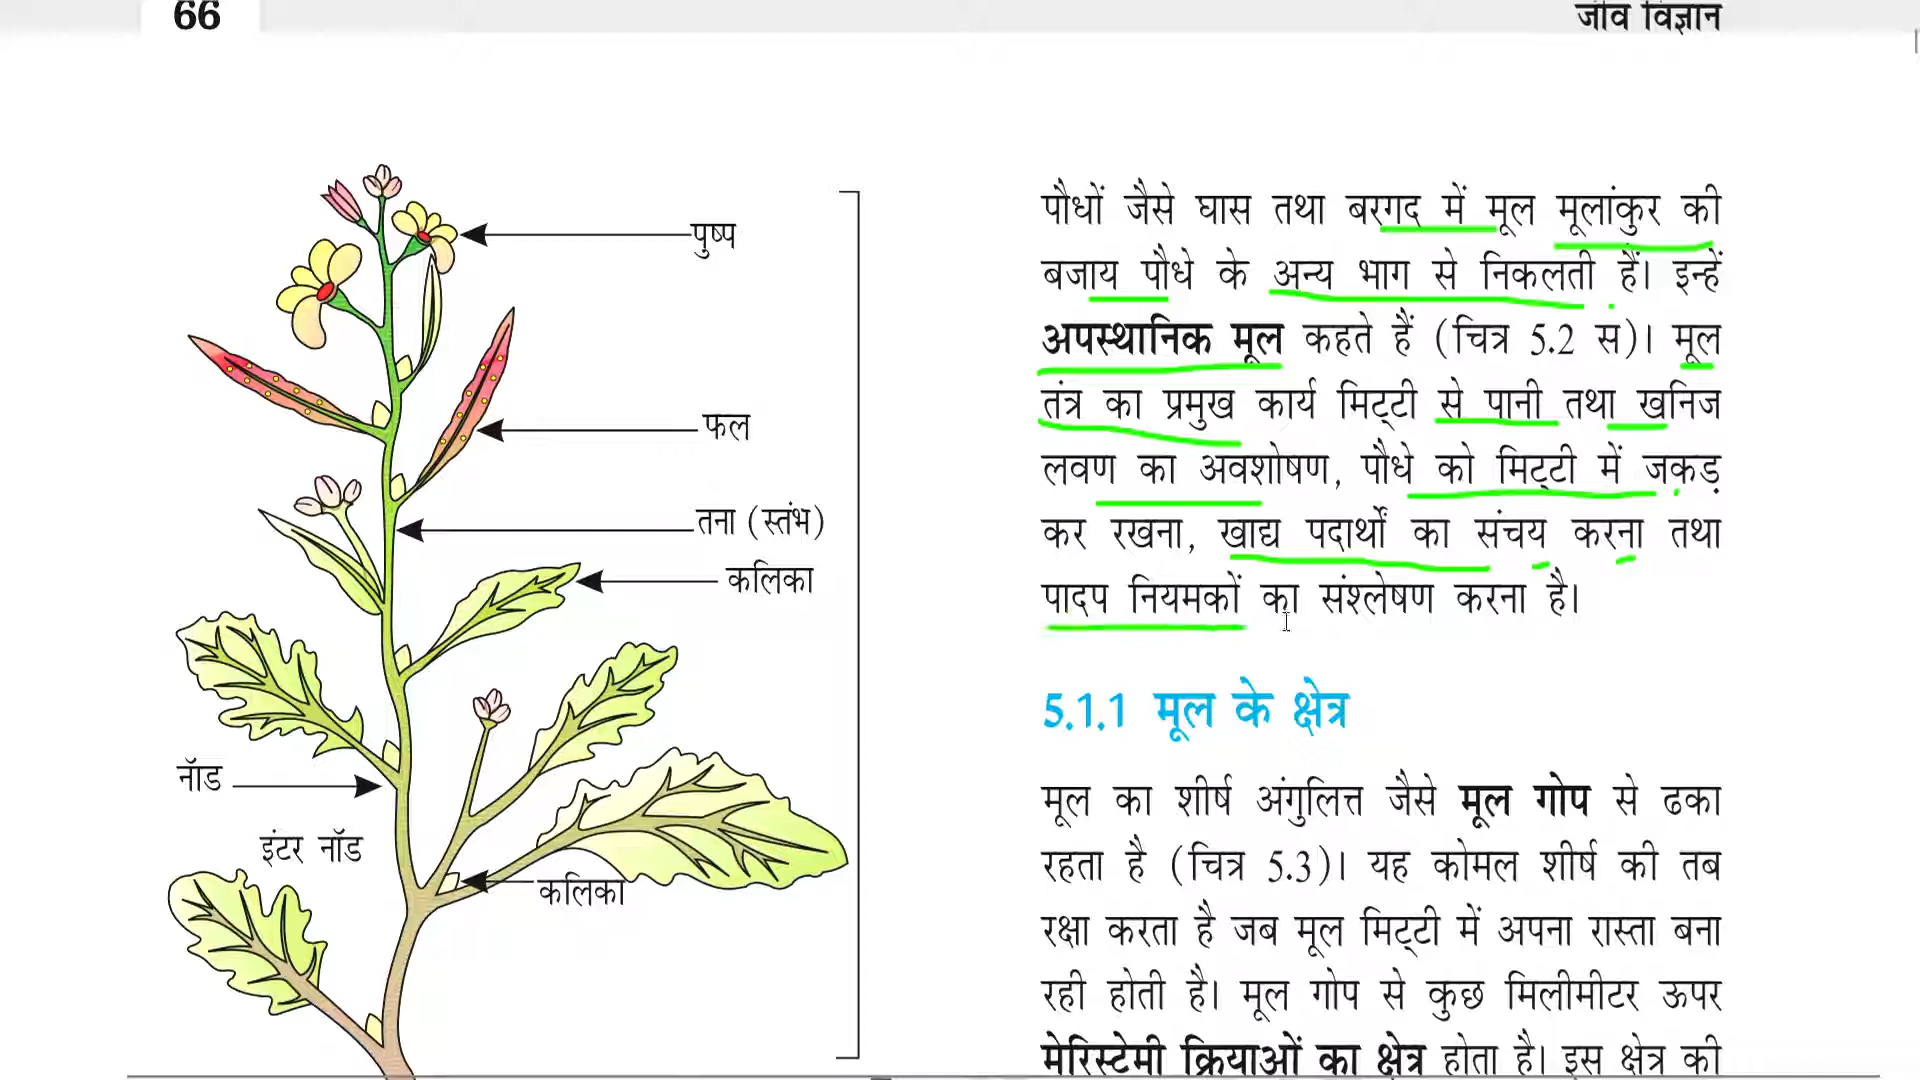 66
जीव विज्ञान
पुष्प
फल
तना (स्तंभ)
कलिका
नॉड
इंटर नॉड
कलिका
पौधों जैसे घास तथा बरगद में मूल मूलांकुर की
बजाय पौधे के अन्य भाग से निकलती हैं। इन्हें
अपस्थानिक मूल कहते हैं (चित्र 5.2 स)। मूल
तंत्र का प्रमुख कार्य मिट्टी से पानी तथा खनिज
लवण का अवशोषण, पौधे को मिट्टी में जकड़
कर रखना, खाद्य पदार्थों का संचय करना तथा
पादप नियमकों का संश्लेषण करना है।
5.1.1 मूल के क्षेत्र
मूल का शीर्ष अंगुलित्त जैसे मूल गोप से ढका
रहता है (चित्र 5.3)। यह कोमल शीर्ष की तब
रक्षा करता है जब मूल मिट्टी में अपना रास्ता बना
रही होती है। मूल गोप से कुछ मिलीमीटर ऊपर
मेरिस्टेमी क्रियाओं का क्षेत्र होता है। इस क्षेत्र की